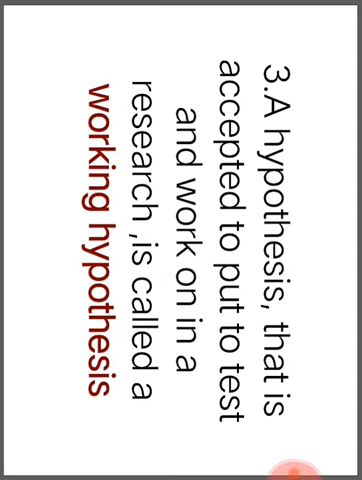 3.A hypothesis, that is
accepted to put to test
and work on in a
research ,is called a
working hypothesis